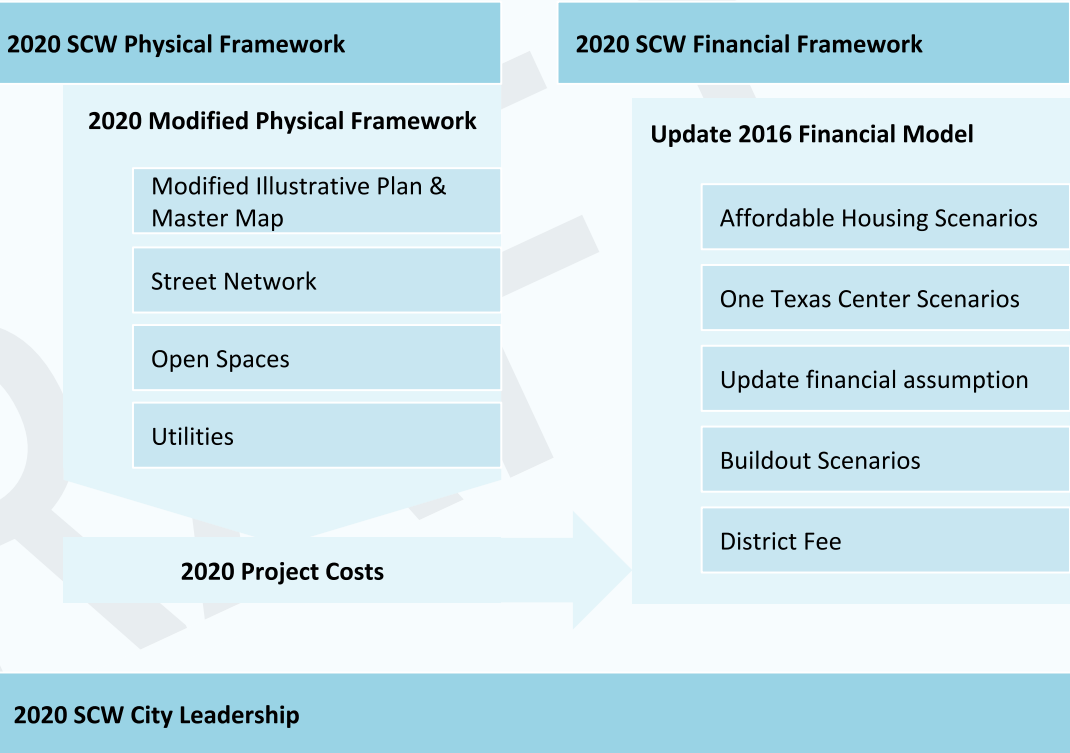 2020 SCW Physical Framework
2020 Modified Physical Framework
Modified Illustrative Plan &
Master Map
Street Network
Open Spaces
Utilities
2020 Project Costs
2020 SCW Financial Framework
Update 2016 Financial Model
Affordable Housing Scenarios
One Texas Center Scenarios
Update financial assumption
Buildout Scenarios
District Fee
2020 SCW City Leadership